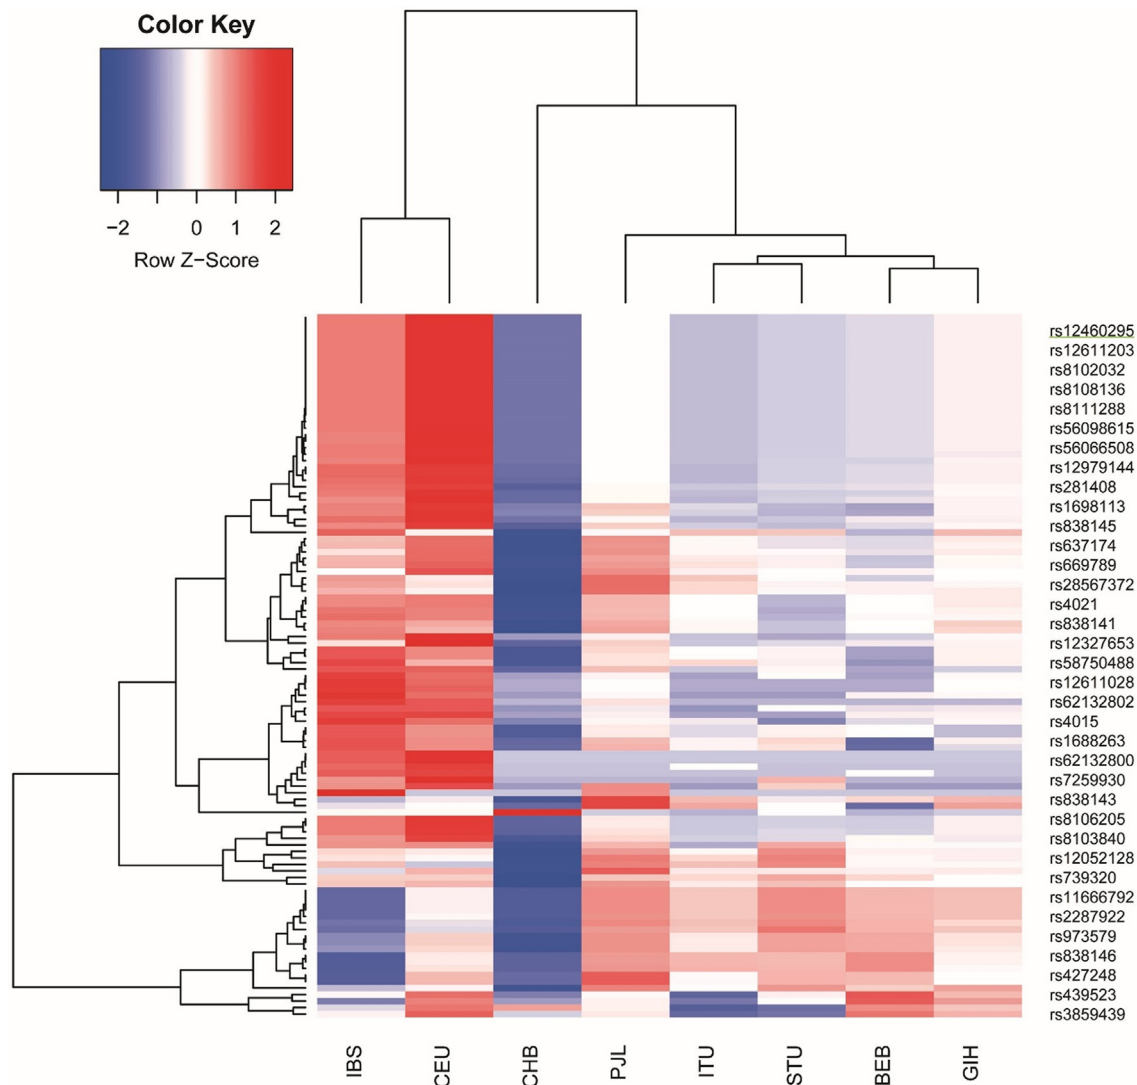 Color Key
−2 0 1 2
Row Z−Score
rs12460295
rs12611203
rs8102032
rs8108136
rs8111288
rs56098615
rs56066508
rs12979144
rs281408
rs1698113
rs838145
rs637174
rs669789
rs28567372
rs4021
rs838141
rs12327653
rs58750488
rs12611028
rs62132802
rs4015
rs1688263
rs62132800
rs7259930
rs838143
rs8106205
rs8103840
rs12052128
rs739320
rs11666792
rs2287922
rs973579
rs838146
rs427248
rs439523
rs3859439
IBS CEU CHB PJL ITU STU BEB GIH